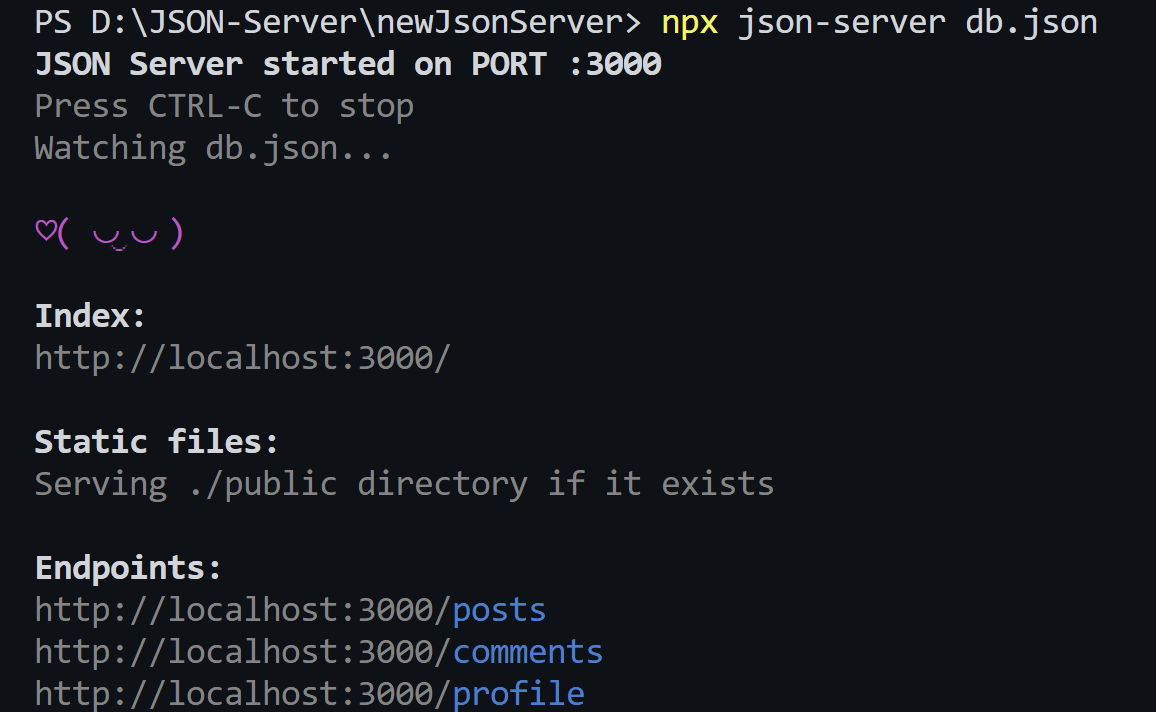 PS D:\JSON-Server\newJsonServer> npx json-server db.json
JSON Server started on PORT :3000
Press CTRL-C to stop
Watching db.json...
♡( ◡‿◡ )
Index:
http://localhost:3000/
Static files:
Serving ./public directory if it exists
Endpoints:
http://localhost:3000/posts
http://localhost:3000/comments
http://localhost:3000/profile